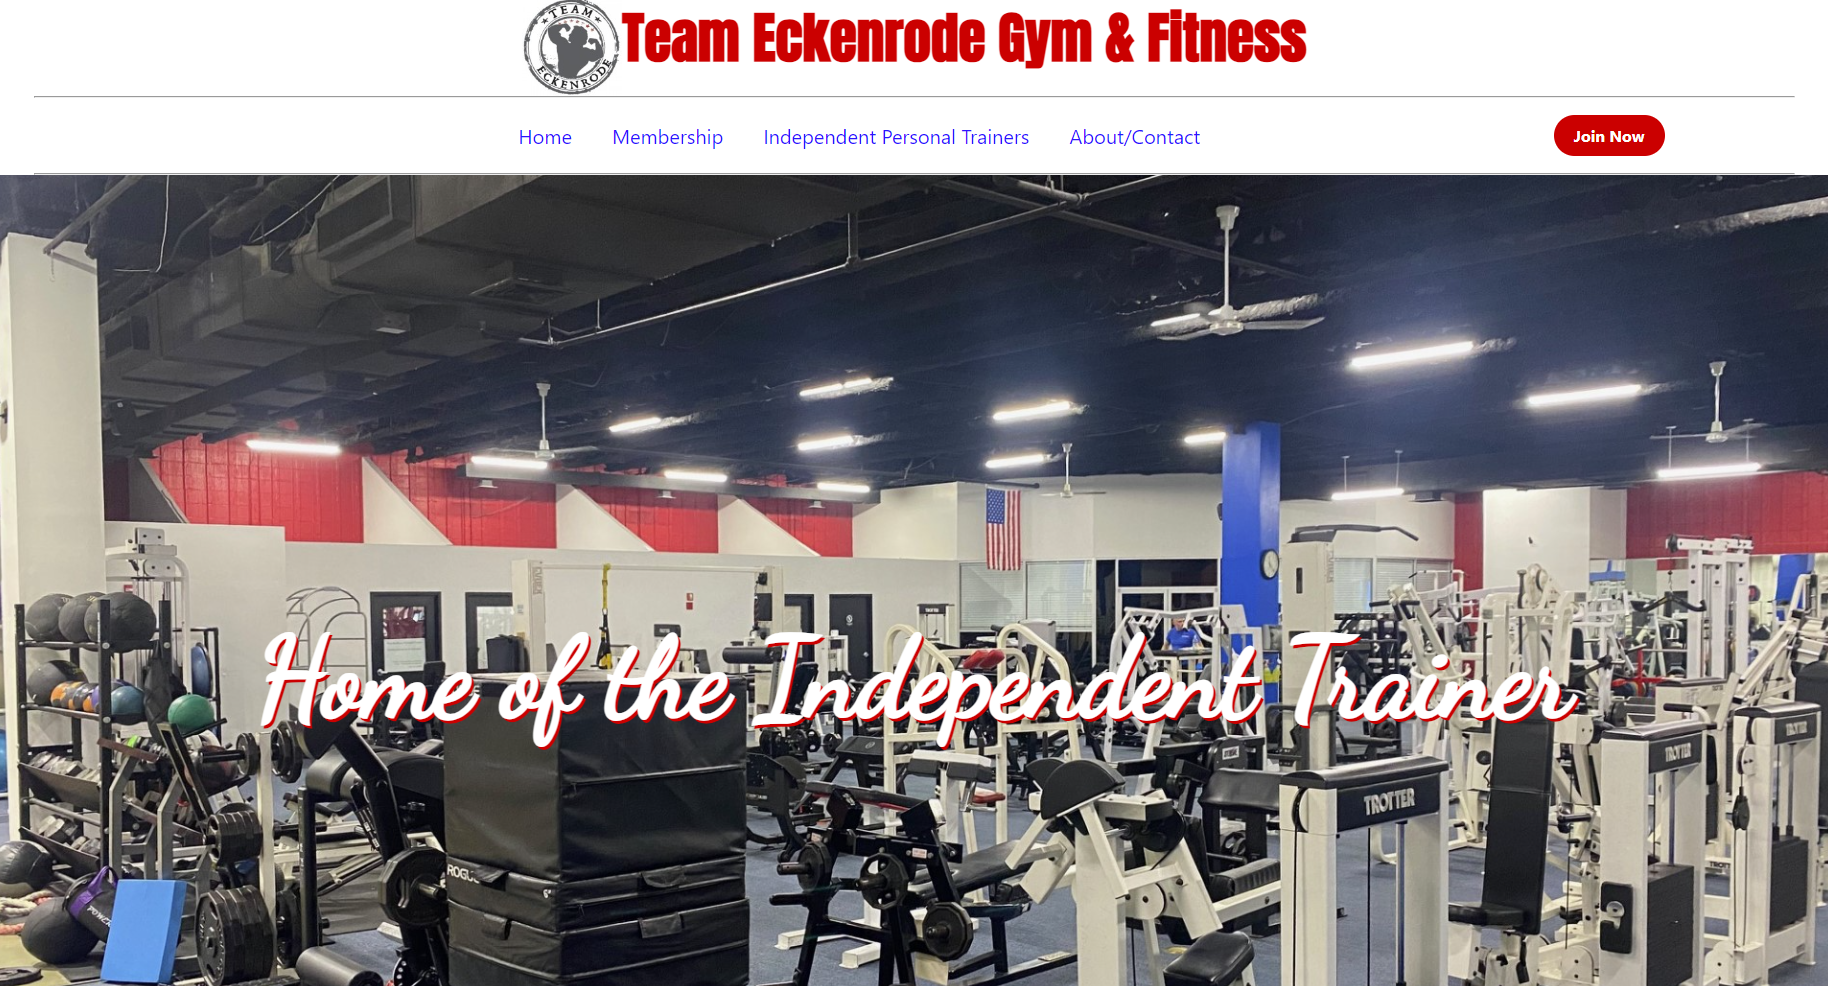 TEAM
ECKENRODE
Team Eckenrode Gym & Fitness
Home Membership Independent Personal Trainers About/Contact
Join Now
Home of the Independent Trainer
TROTTER
TROTTER
ROGUE